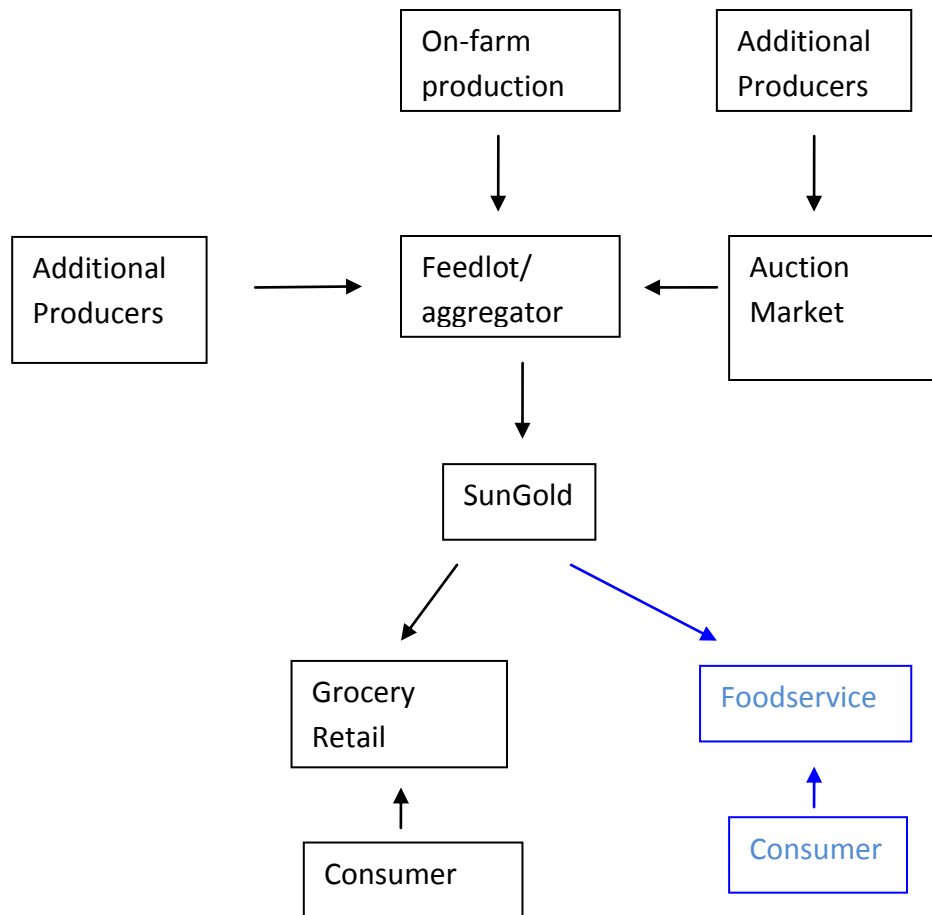 On-farm
production
Additional
Producers
Additional
Producers
Feedlot/
aggregator
Auction
Market
SunGold
Grocery
Retail
Foodservice
Consumer
Consumer